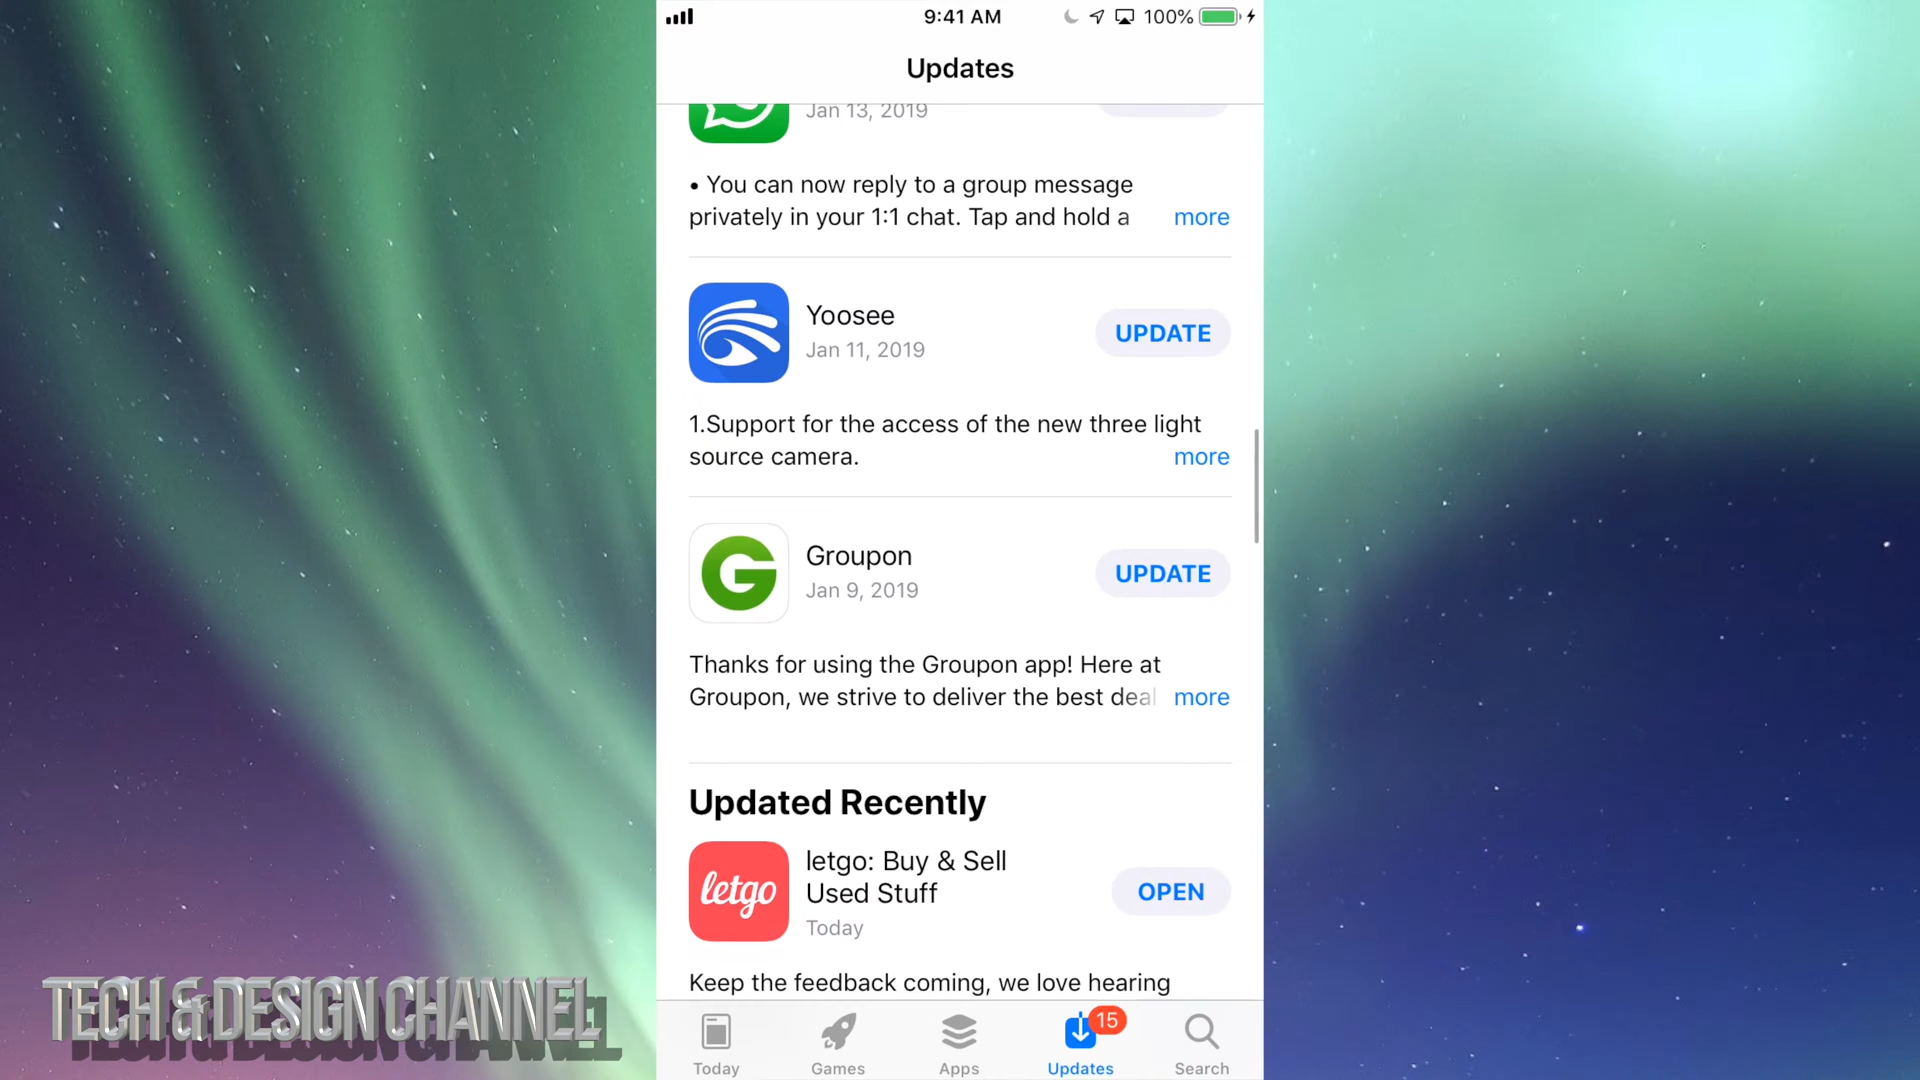 9:41 AM
100%
Updates
Jan 13, 2019
• You can now reply to a group message
privately in your 1:1 chat. Tap and hold a more
Yoosee
Jan 11, 2019
UPDATE
1.Support for the access of the new three light
source camera. more
Groupon
Jan 9, 2019
UPDATE
Thanks for using the Groupon app! Here at
Groupon, we strive to deliver the best deal more
Updated Recently
letgo
letgo: Buy & Sell
Used Stuff
Today
OPEN
Keep the feedback coming, we love hearing
15
Today Games Apps Updates Search
TECH & DESIGN CHANNEL